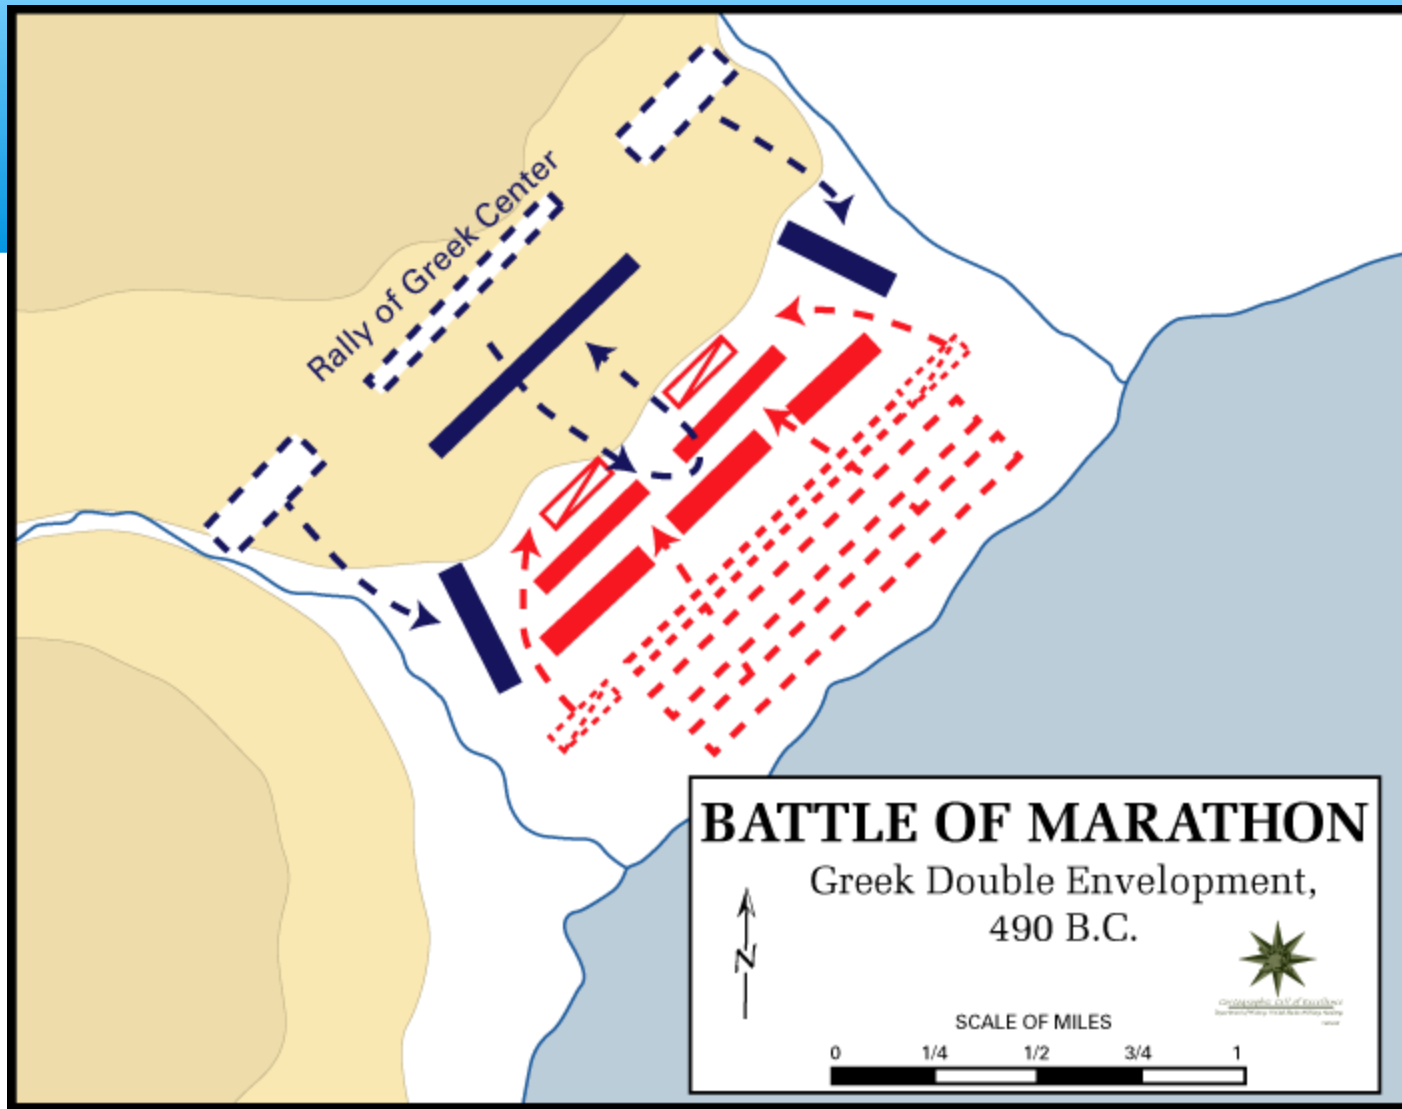 Rally of Greek Center
BATTLE OF MARATHON
Greek Double Envelopment,
490 B.C.
N
SCALE OF MILES
0 1/4 1/2 3/4 1